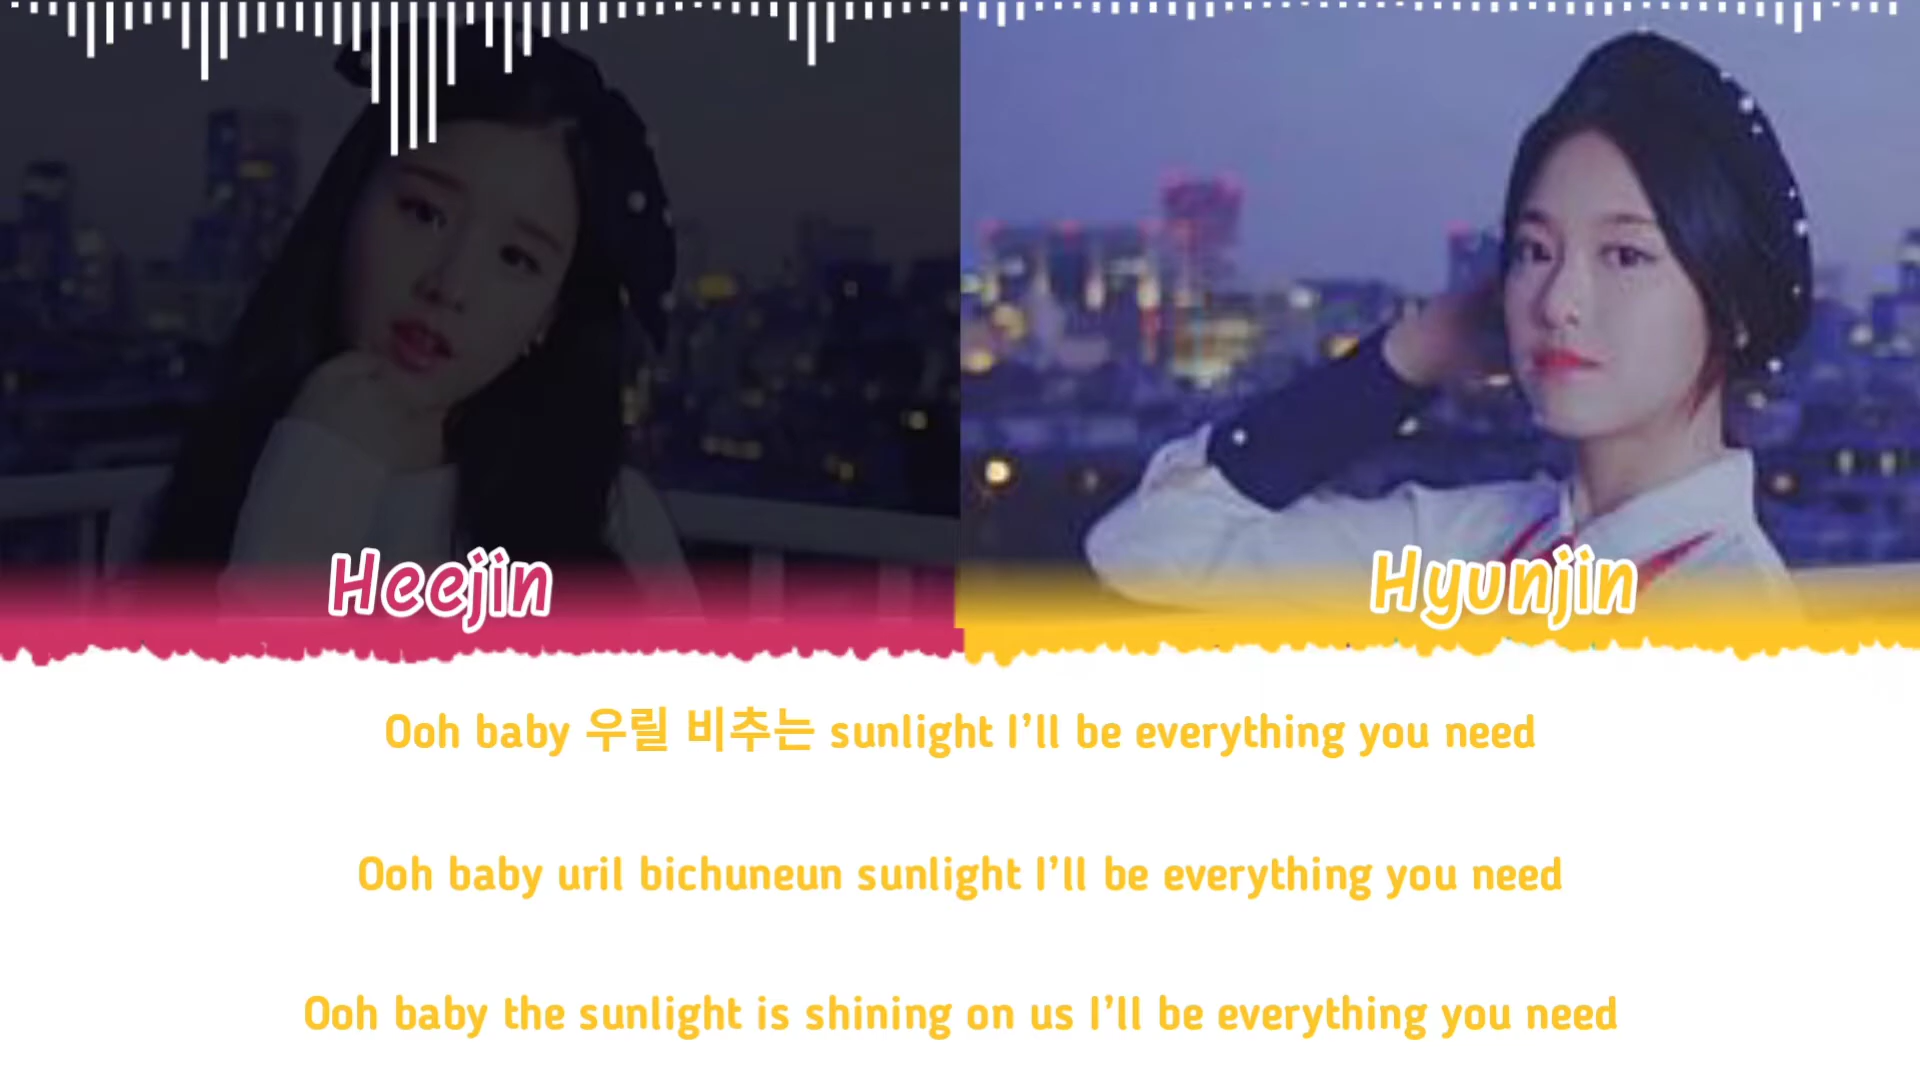 Heejin
Hyunjin
Ooh baby 우릴 비추는 sunlight I’ll be everything you need
Ooh baby uril bichuneun sunlight I’ll be everything you need
Ooh baby the sunlight is shining on us I’ll be everything you need